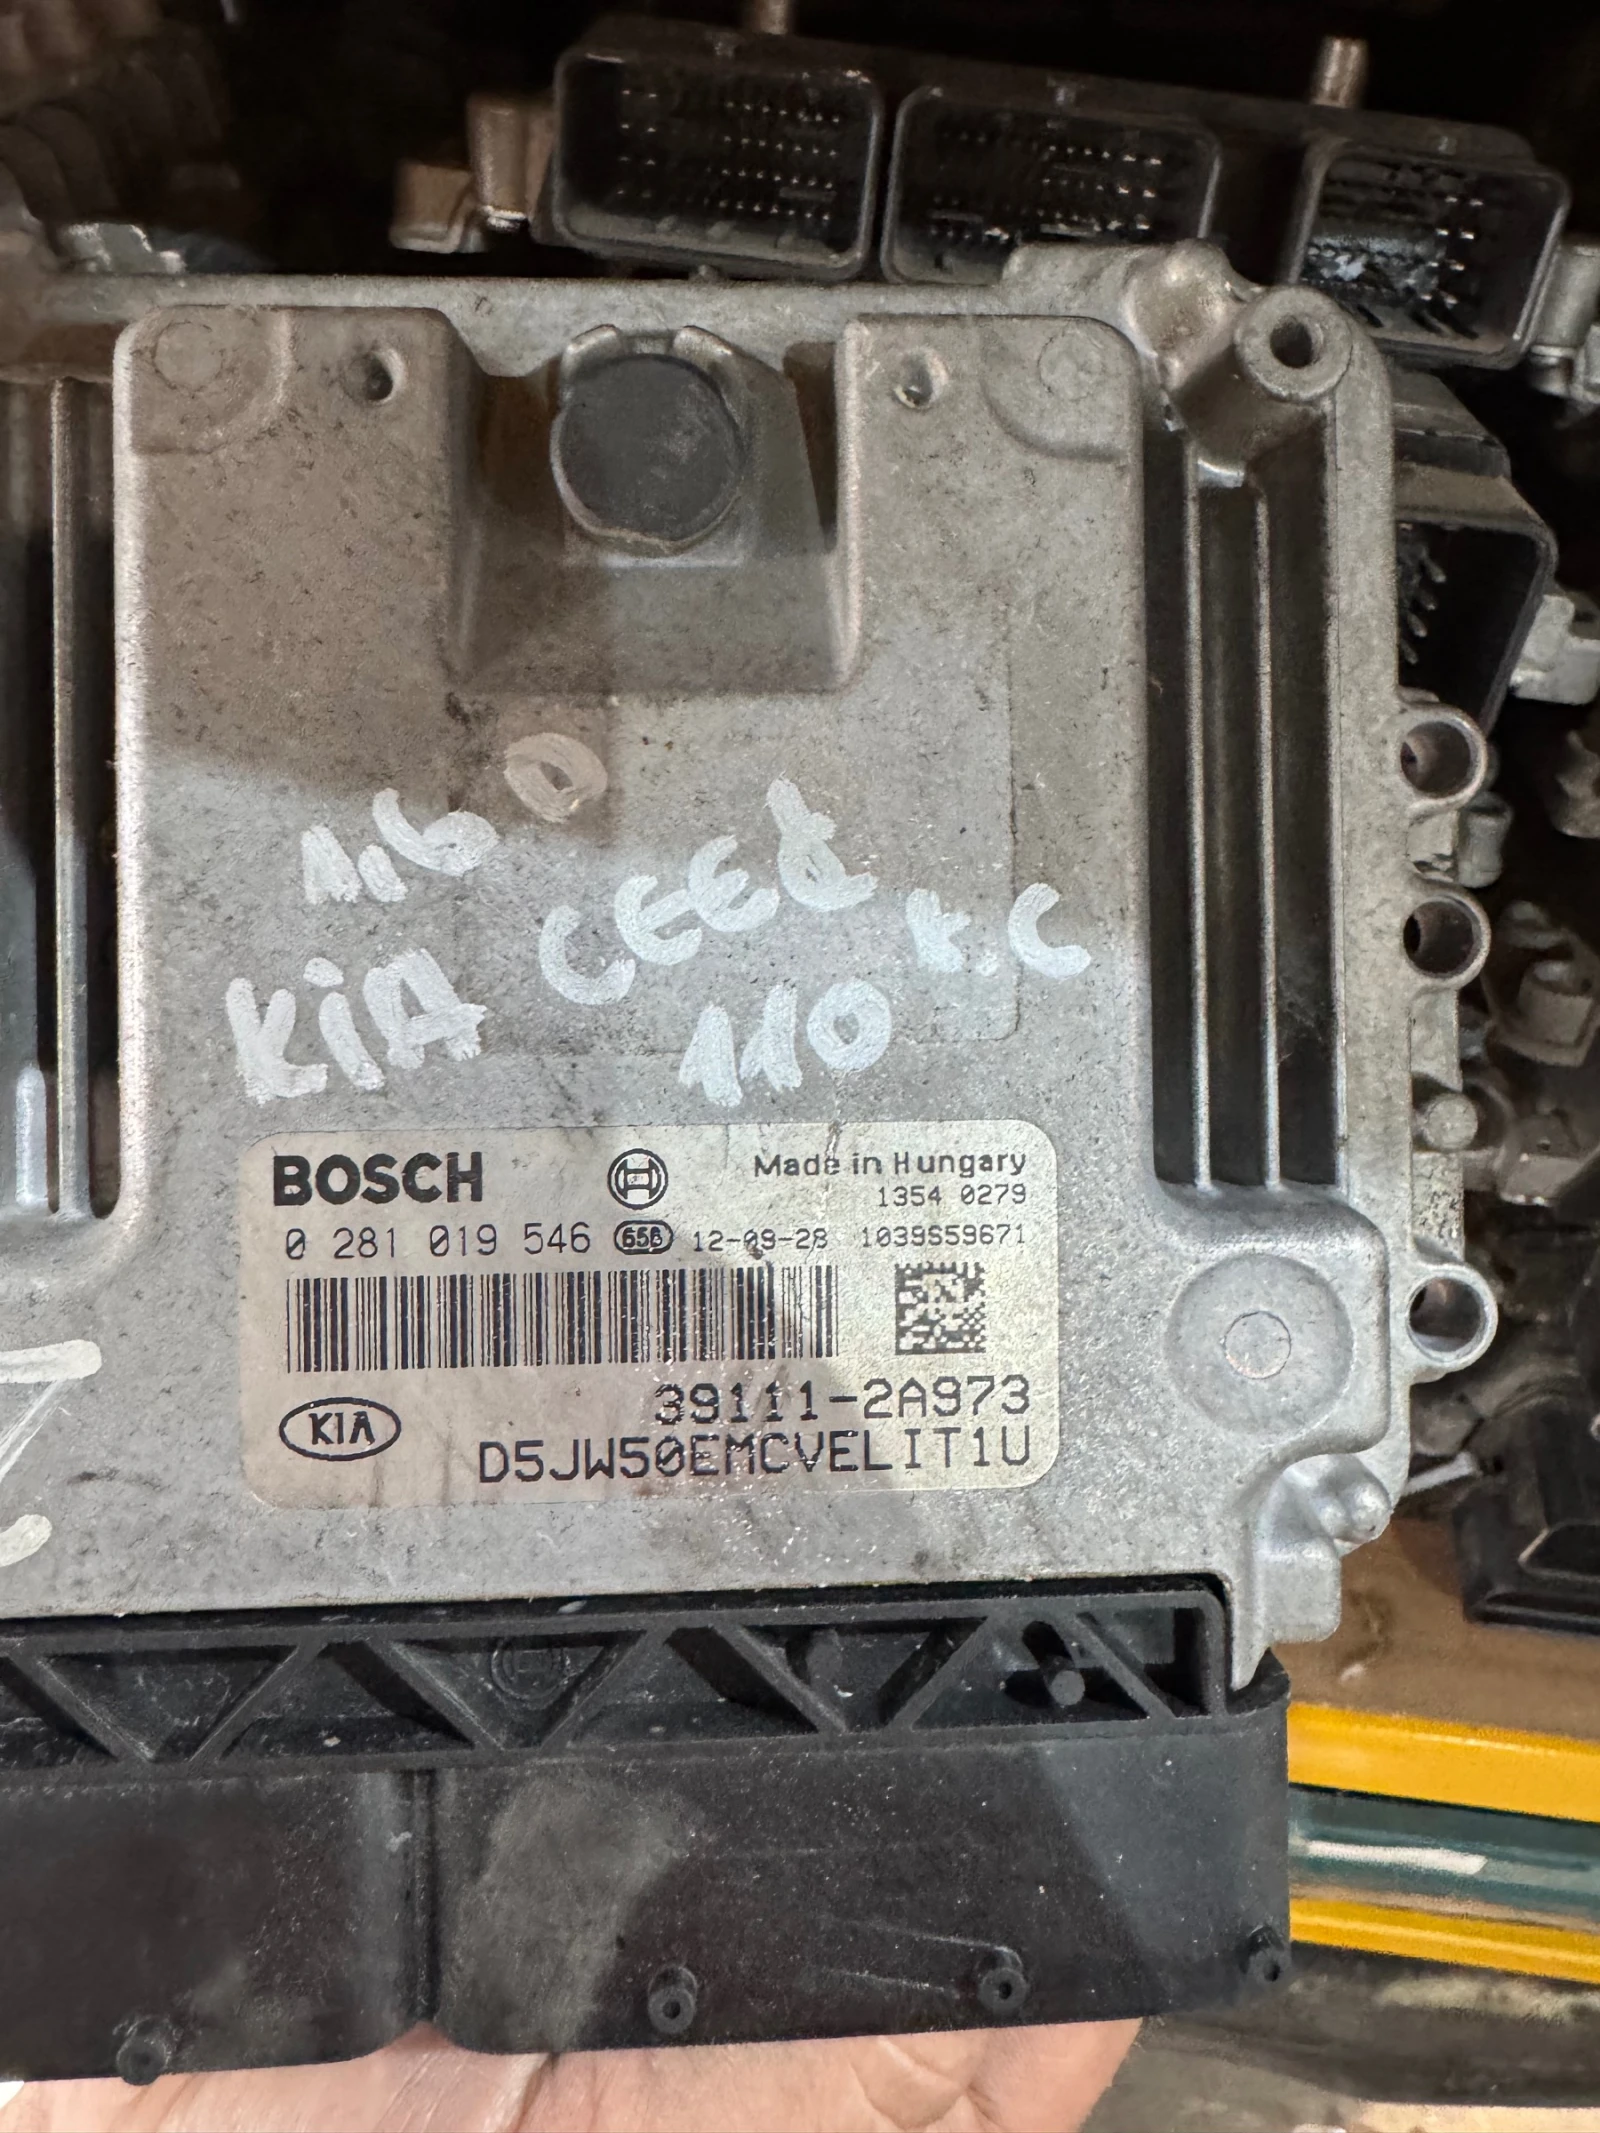 1.6 D
KIA CEED
110 K.C
BOSCH
Made in Hungary
1354 0279
0 281 019 546 656 12-09-28 1039S59671
KIA
39111-2A973
D5JW50EMCVELIT1U